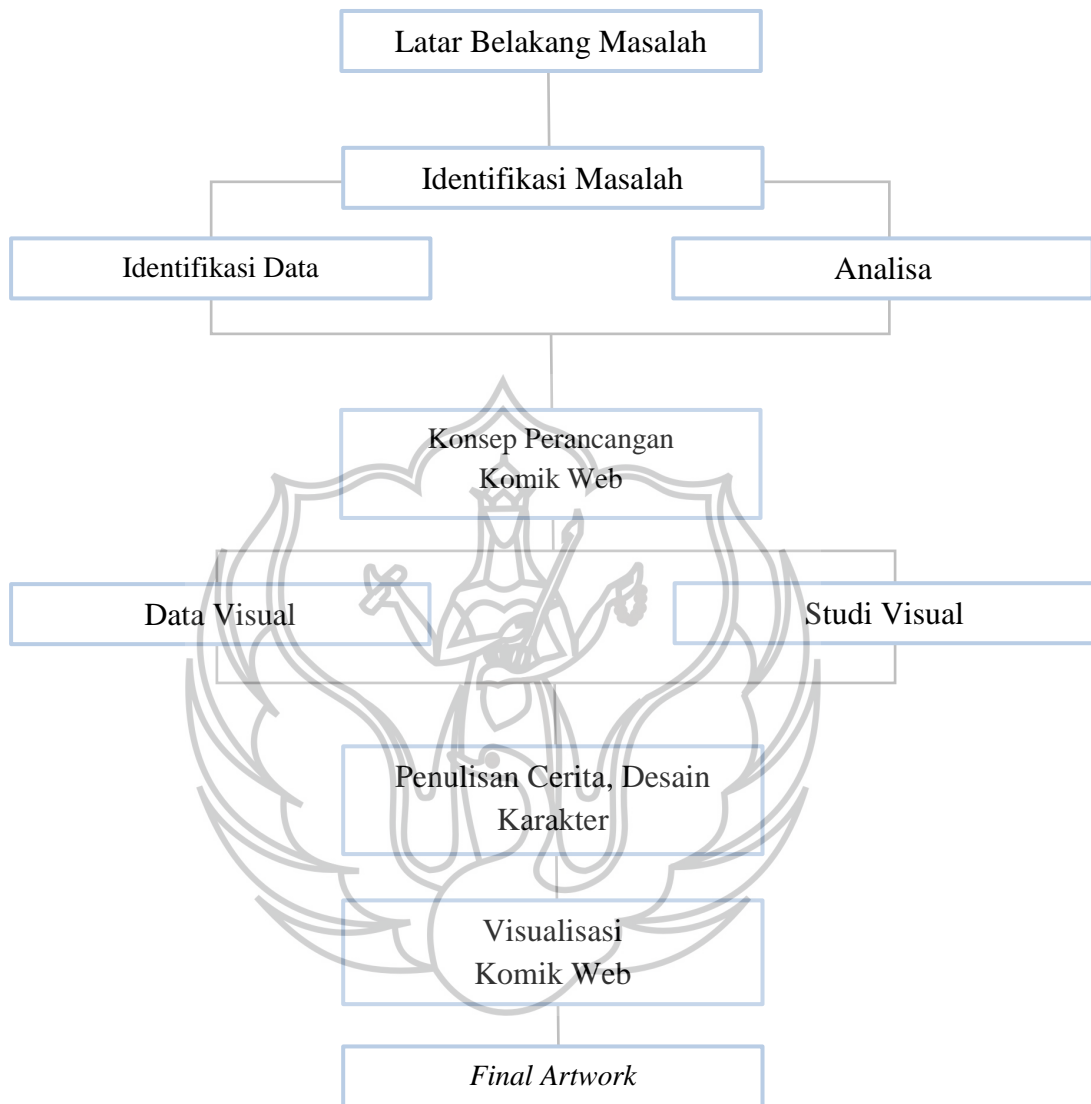 Latar Belakang Masalah
Identifikasi Masalah
Identifikasi Data
Analisa
Konsep Perancangan
Komik Web
Data Visual
Studi Visual
Penulisan Cerita, Desain
Karakter
Visualisasi
Komik Web
Final Artwork